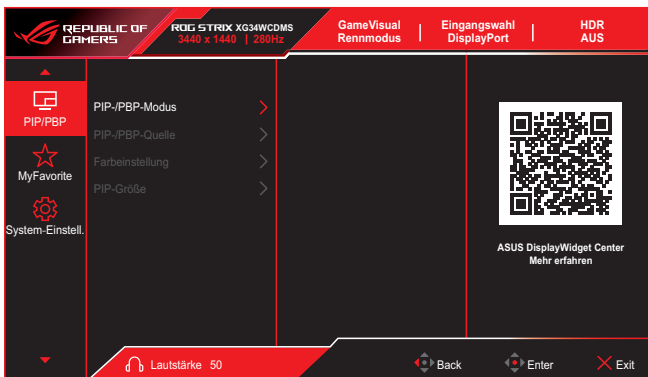 REPUBLIC OF
GAMERS
ROG STRIX XG34WCDMS
3440 x 1440 | 280Hz
GameVisual
Rennmodus
Eingangswahl
DisplayPort
HDR
AUS
PIP/PBP
MyFavorite
System-Einstell.
PIP-/PBP-Modus
PIP-/PBP-Quelle
Farbeinstellung
PIP-Größe
ASUS DisplayWidget Center
Mehr erfahren
Lautstärke 50
Back
Enter
Exit